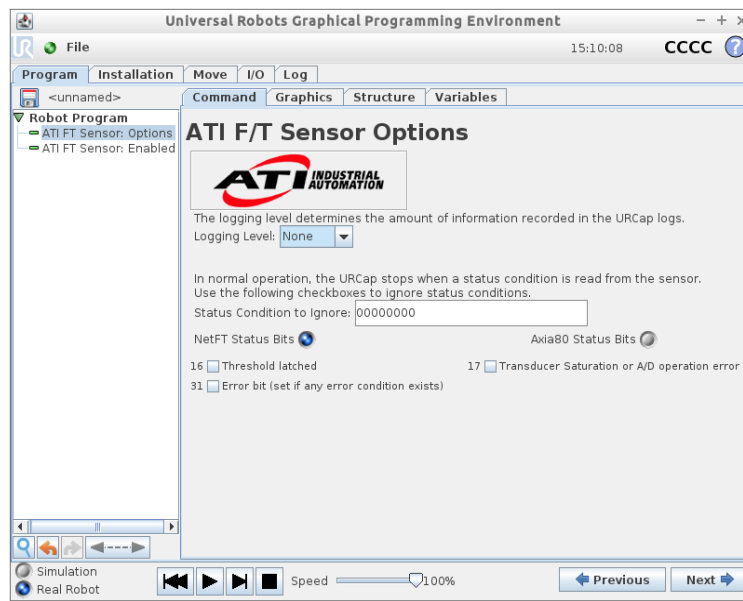 Universal Robots Graphical Programming Environment
File
15:10:08
CCCC
?
Program Installation Move I/O Log
<unnamed>
Command Graphics Structure Variables
Robot Program
ATI FT Sensor: Options
ATI FT Sensor: Enabled
ATI F/T Sensor Options
ATI INDUSTRIAL
AUTOMATION
The logging level determines the amount of information recorded in the URCap logs.
Logging Level: None
In normal operation, the URCap stops when a status condition is read from the sensor.
Use the following checkboxes to ignore status conditions.
Status Condition to Ignore: 00000000
NetFT Status Bits Axia80 Status Bits
16 Threshold latched 17 Transducer Saturation or A/D operation error
31 Error bit (set if any error condition exists)
Simulation
Real Robot
Speed 100%
Previous Next